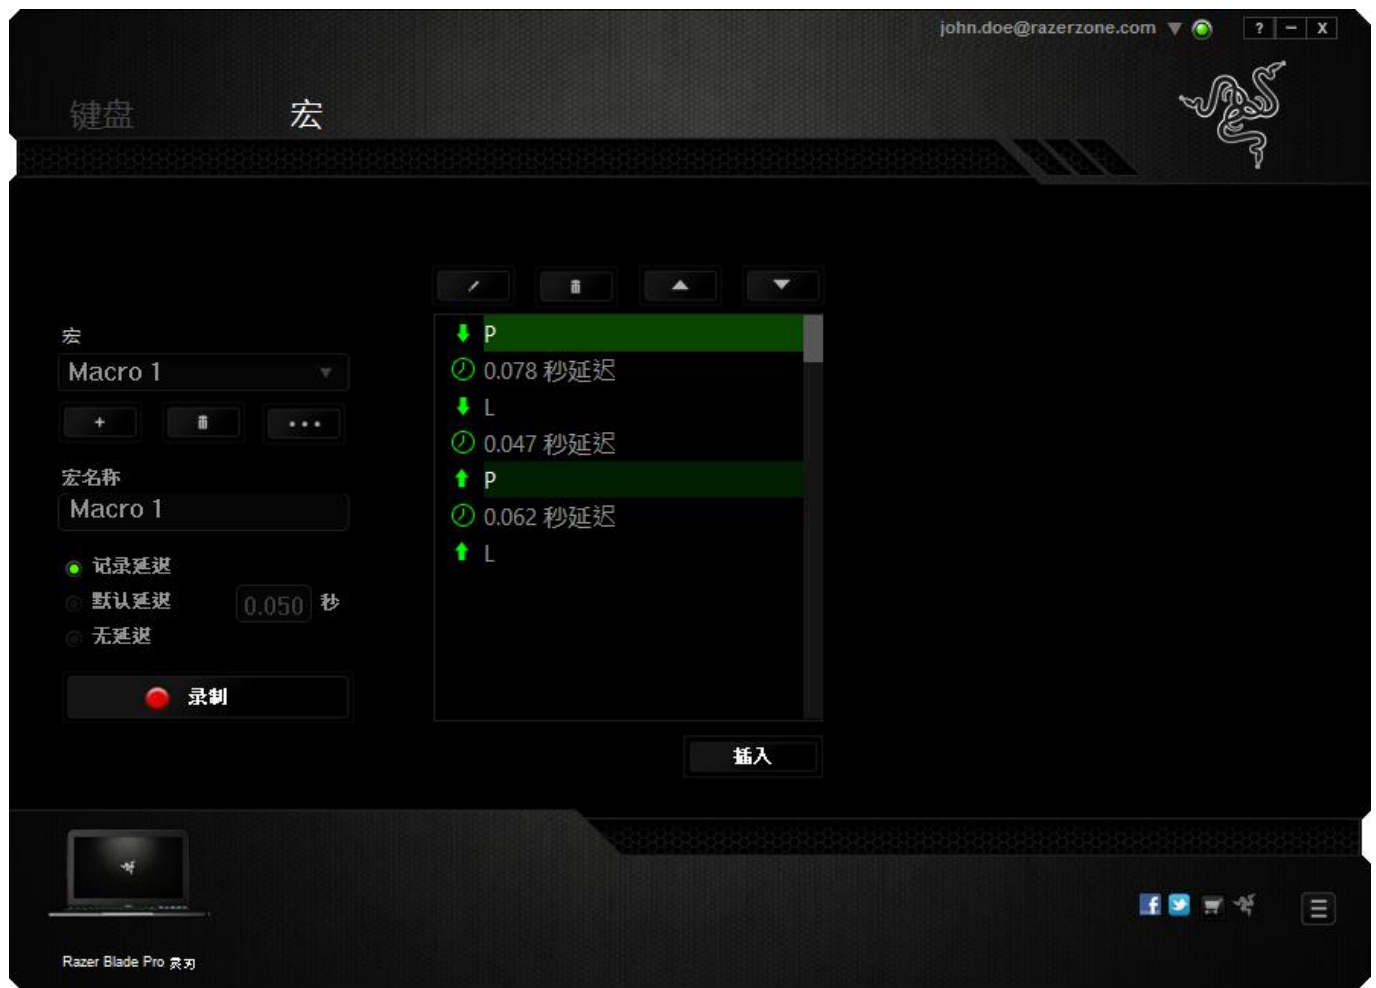 john.doe@razerzone.com ? – X
键盘 宏
宏
Macro 1
宏名称
Macro 1
记录延迟
默认延迟 0.050 秒
无延迟
录制
P
0.078 秒延迟
L
0.047 秒延迟
P
0.062 秒延迟
L
插入
Razer Blade Pro 灵刃